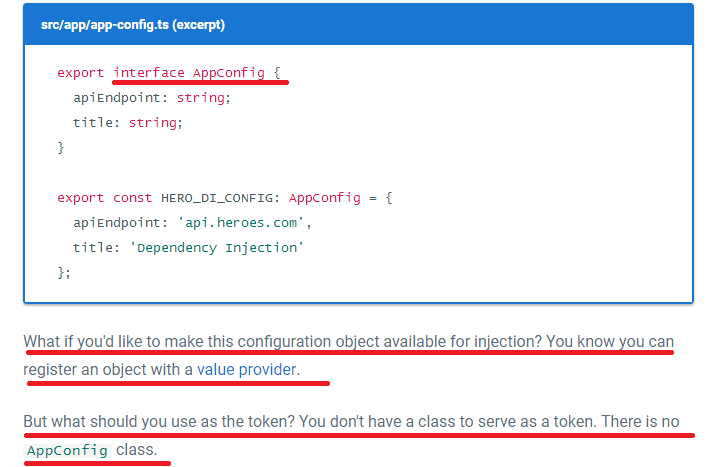 src/app/app-config.ts (excerpt)
export interface AppConfig {
  apiEndpoint: string;
  title: string;
}
export const HERO_DI_CONFIG: AppConfig = {
  apiEndpoint: 'api.heroes.com',
  title: 'Dependency Injection'
};
What if you'd like to make this configuration object available for injection? You know you can
register an object with a value provider.
But what should you use as the token? You don't have a class to serve as a token. There is no
AppConfig class.